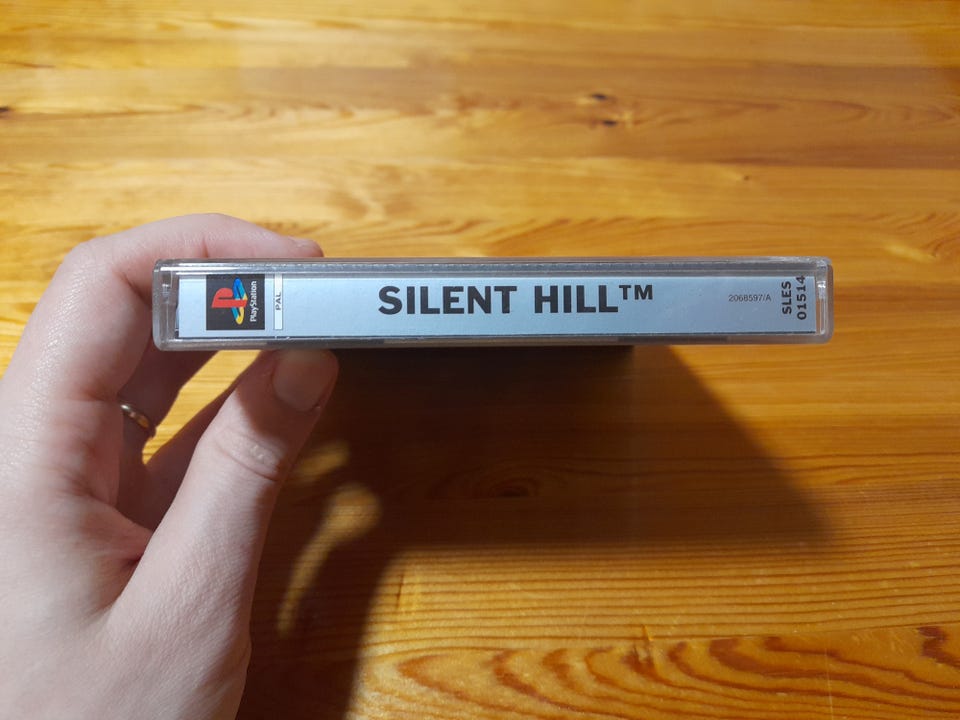 PlayStation
PAL
SILENT HILL™
2068597/A
SLES
01514